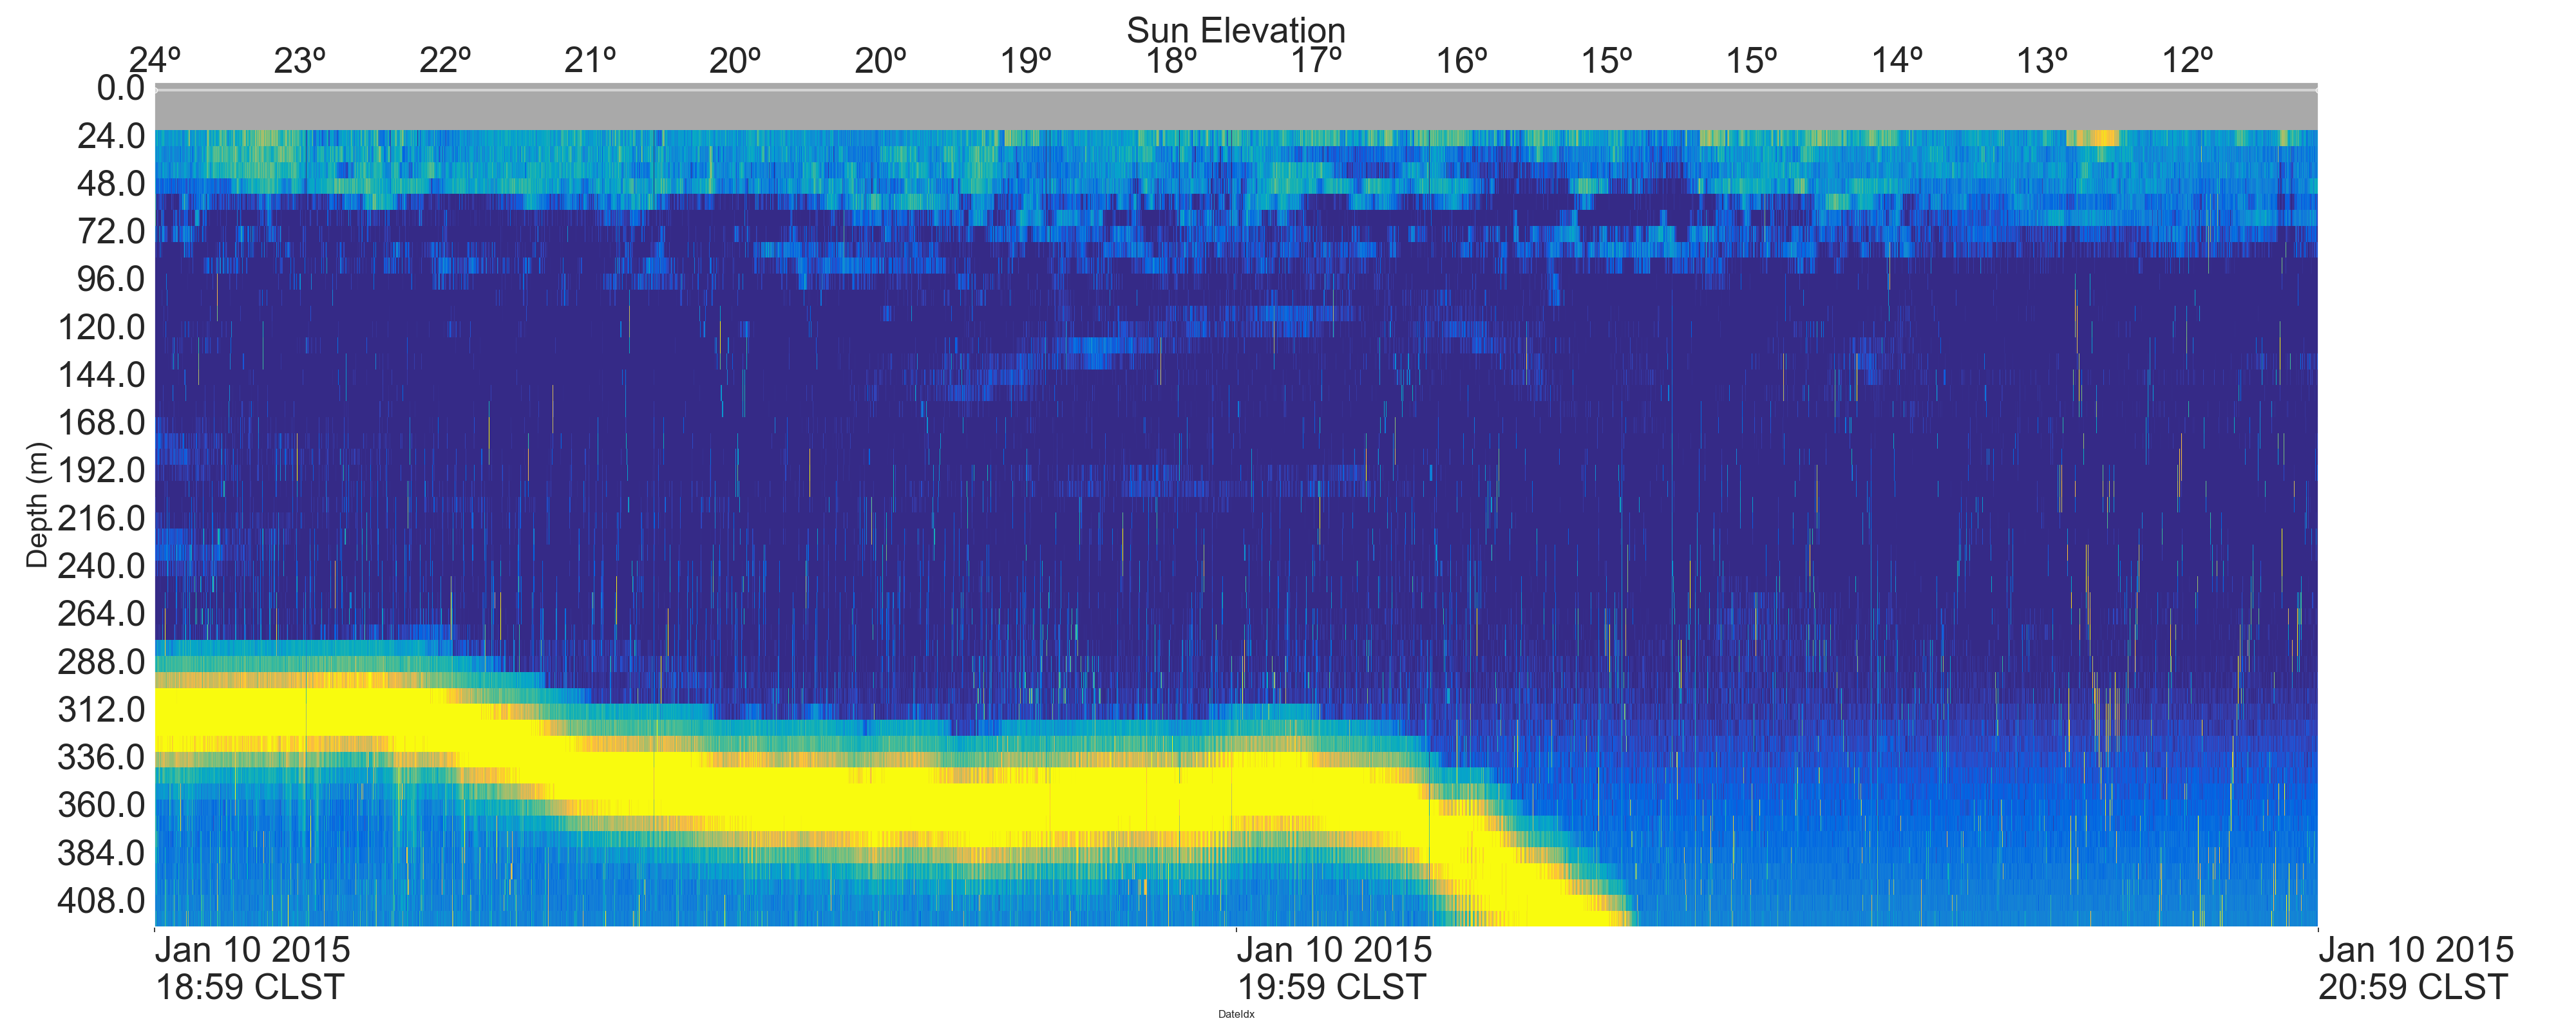 Sun Elevation
24º 23º 22º 21º 20º 20º 19º 18º 17º 16º 15º 15º 14º 13º 12º
0.0
24.0
48.0
72.0
96.0
120.0
144.0
168.0
192.0
216.0
240.0
264.0
288.0
312.0
336.0
360.0
384.0
408.0
Depth (m)
Jan 10 2015
18:59 CLST
Jan 10 2015
19:59 CLST
Jan 10 2015
20:59 CLST
DateIdx